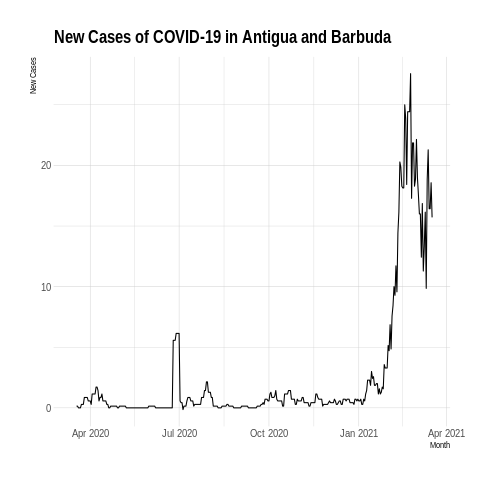 New Cases of COVID-19 in Antigua and Barbuda
New Cases
20
10
0
Apr 2020 Jul 2020 Oct 2020 Jan 2021 Apr 2021
Month